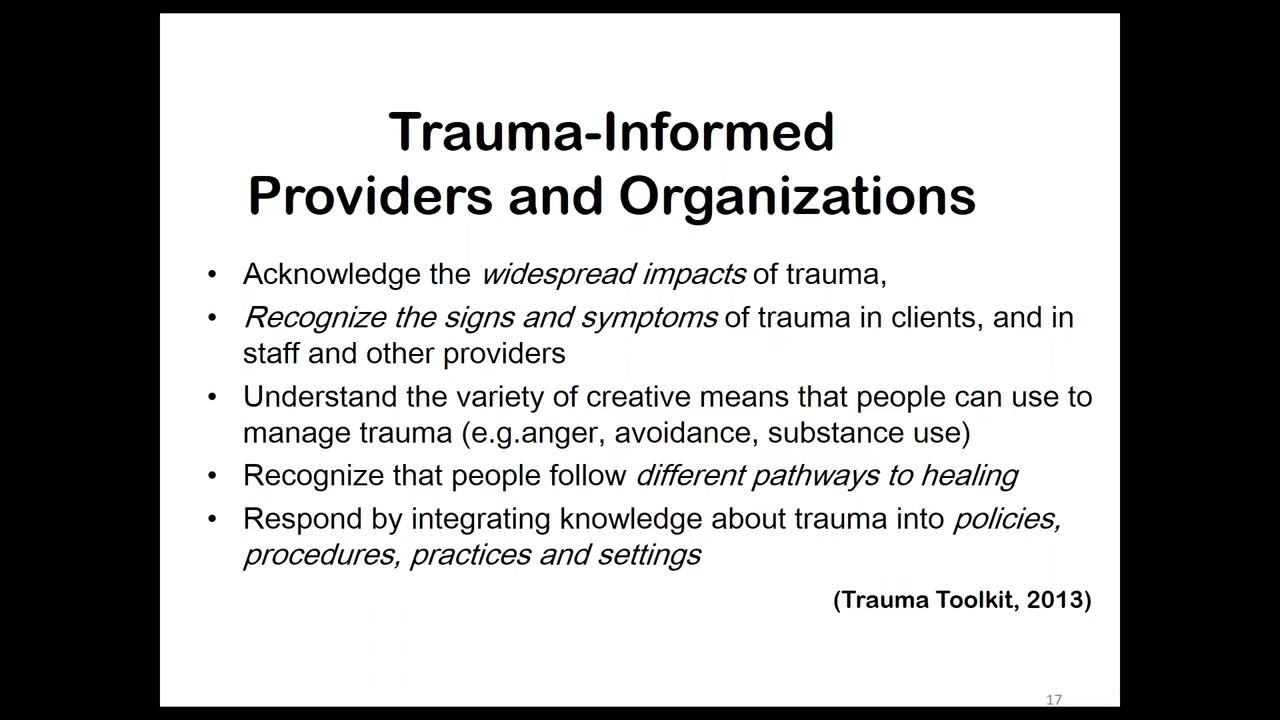 Trauma-Informed
Providers and Organizations
• Acknowledge the widespread impacts of trauma,
• Recognize the signs and symptoms of trauma in clients, and in
staff and other providers
• Understand the variety of creative means that people can use to
manage trauma (e.g.anger, avoidance, substance use)
• Recognize that people follow different pathways to healing
• Respond by integrating knowledge about trauma into policies,
procedures, practices and settings
(Trauma Toolkit, 2013)
17